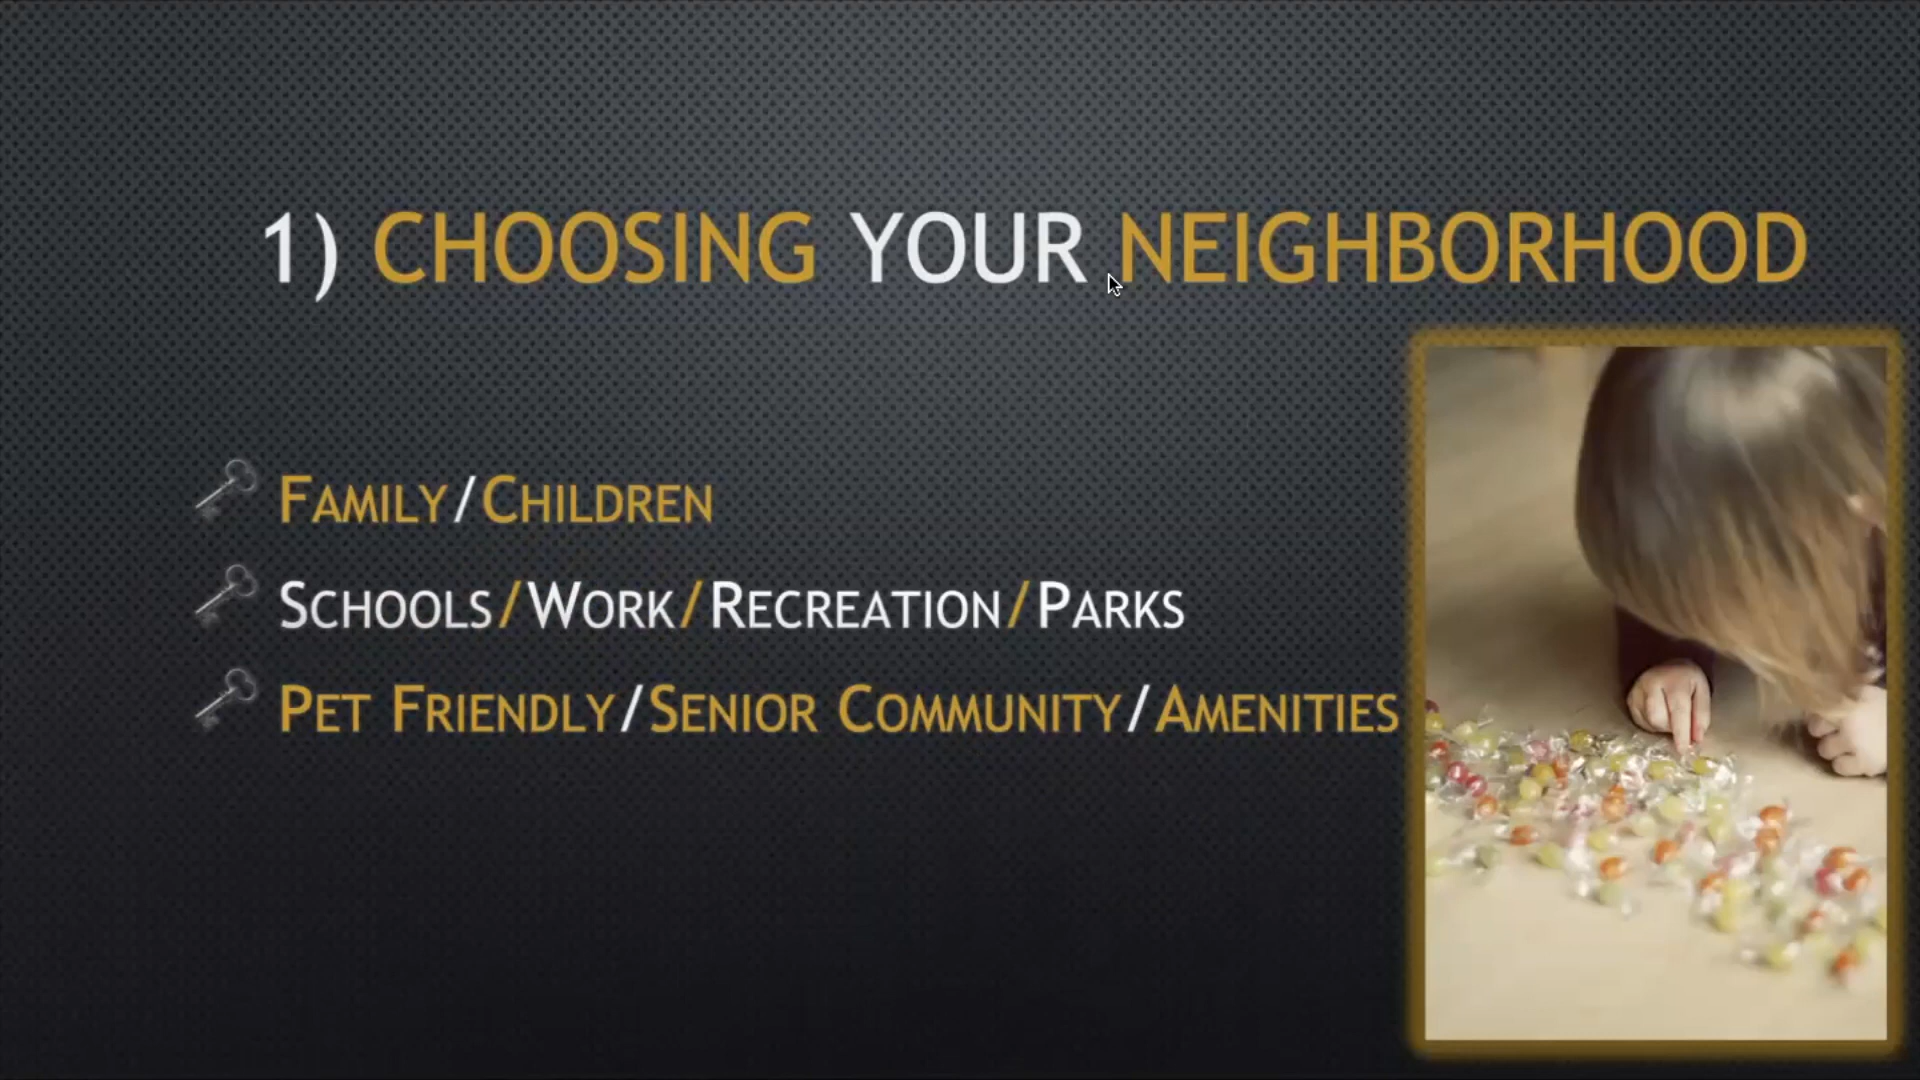 1) CHOOSING YOUR NEIGHBORHOOD
FAMILY/CHILDREN
SCHOOLS/WORK/RECREATION/PARKS
PET FRIENDLY/SENIOR COMMUNITY/AMENITIES